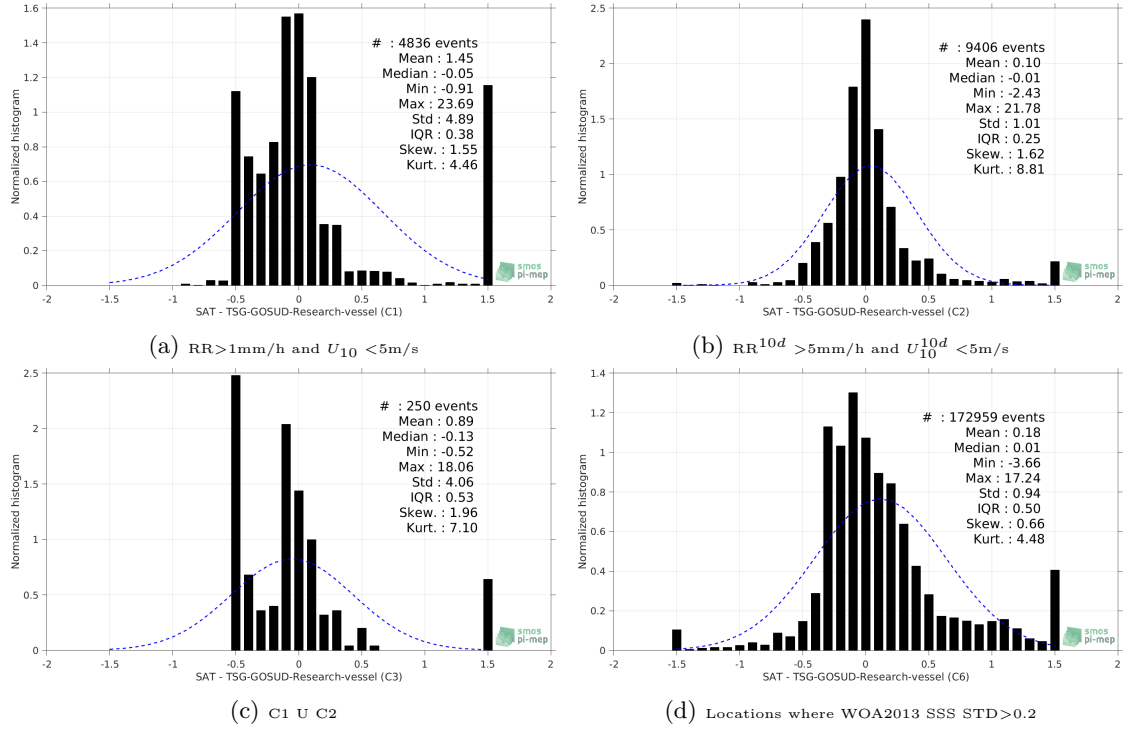 Normalized histogram
1.6
1.4
1.2
1
0.8
0.6
0.4
0.2
0
-2
-1.5
-1
-0.5
0
0.5
1
1.5
2
# : 4836 events
Mean : 1.45
Median : -0.05
Min : -0.91
Max : 23.69
Std : 4.89
IQR : 0.38
Skew. : 1.55
Kurt. : 4.46
smos
pi-mep
SAT - TSG-GOSUD-Research-vessel (C1)
(a) RR>1mm/h and U10 <5m/s
Normalized histogram
2.5
2
1.5
1
0.5
0
-2
-1.5
-1
-0.5
0
0.5
1
1.5
2
# : 9406 events
Mean : 0.10
Median : -0.01
Min : -2.43
Max : 21.78
Std : 1.01
IQR : 0.25
Skew. : 1.62
Kurt. : 8.81
smos
pi-mep
SAT - TSG-GOSUD-Research-vessel (C2)
(b) RR10d >5mm/h and U10d10 <5m/s
Normalized histogram
2.5
2
1.5
1
0.5
0
-2
-1.5
-1
-0.5
0
0.5
1
1.5
2
# : 250 events
Mean : 0.89
Median : -0.13
Min : -0.52
Max : 18.06
Std : 4.06
IQR : 0.53
Skew. : 1.96
Kurt. : 7.10
smos
pi-mep
SAT - TSG-GOSUD-Research-vessel (C3)
(c) C1 U C2
Normalized histogram
1.4
1.2
1
0.8
0.6
0.4
0.2
0
-2
-1.5
-1
-0.5
0
0.5
1
1.5
2
# : 172959 events
Mean : 0.18
Median : 0.01
Min : -3.66
Max : 17.24
Std : 0.94
IQR : 0.50
Skew. : 0.66
Kurt. : 4.48
smos
pi-mep
SAT - TSG-GOSUD-Research-vessel (C6)
(d) Locations where WOA2013 SSS STD>0.2